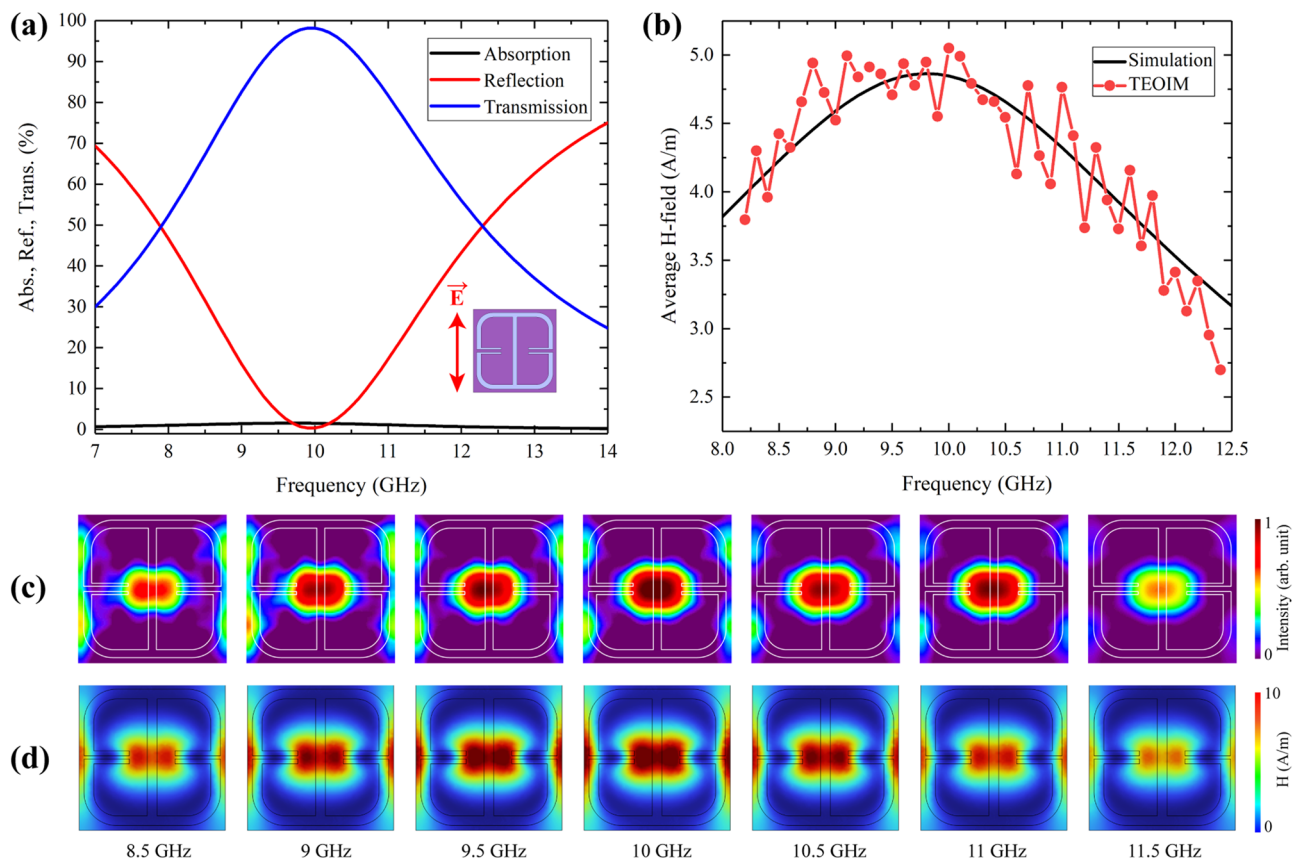 (a)
100
90
80
70
60
50
40
30
20
10
0
Abs., Ref., Trans. (%)
Absorption
Reflection
Transmission
E
7 8 9 10 11 12 13 14
Frequency (GHz)
(b)
5.0
4.5
4.0
3.5
3.0
2.5
Average H-field (A/m)
Simulation
TEOIM
8.0 8.5 9.0 9.5 10.0 10.5 11.0 11.5 12.0 12.5
Frequency (GHz)
(c)
1
0
Intensity (arb. unit)
(d)
10
0
H (A/m)
8.5 GHz 9 GHz 9.5 GHz 10 GHz 10.5 GHz 11 GHz 11.5 GHz